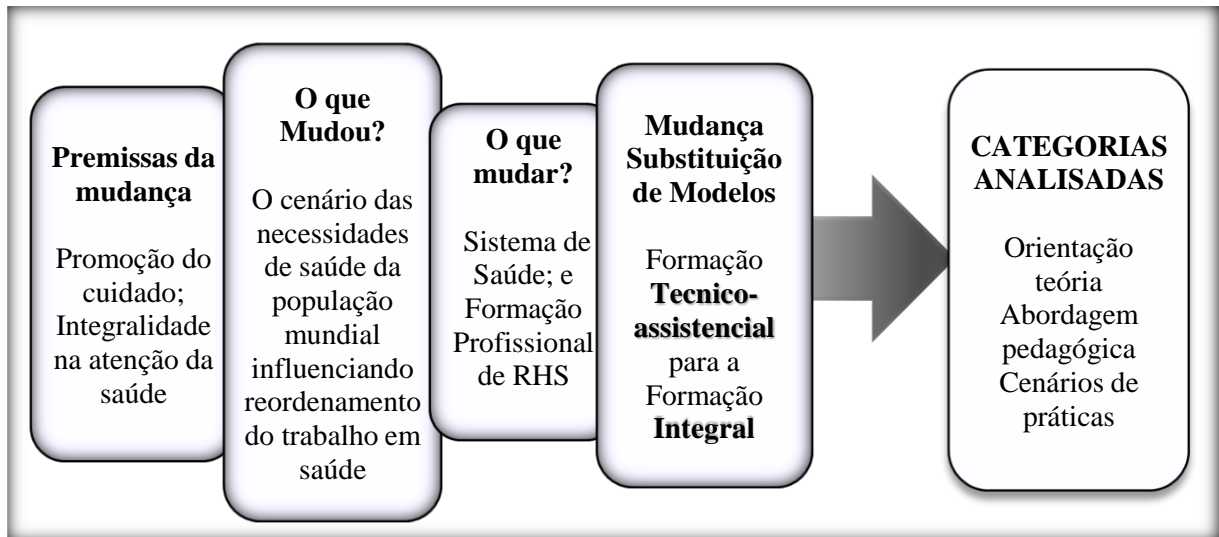 Premissas da
mudança
Promoção do
cuidado;
Integralidade
na atenção da
saúde
O que
Mudou?
O cenário das
necessidades
de saúde da
população
mundial
influenciando
reordenamento
do trabalho em
saúde
O que
mudar?
Sistema de
Saúde; e
Formação
Profissional
de RHS
Mudança
Substituição
de Modelos
Formação
Tecnico-
assistencial
para a
Formação
Integral
CATEGORIAS
ANALISADAS
Orientação
teória
Abordagem
pedagógica
Cenários de
práticas